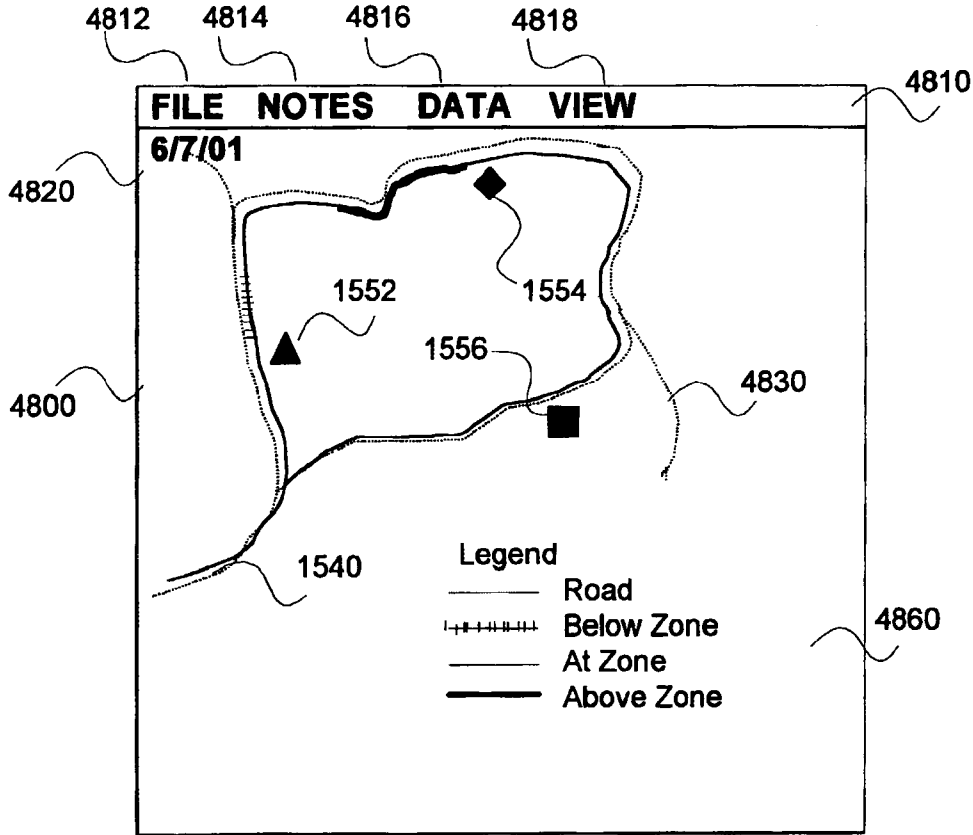 4812 4814 4816 4818
4810
FILE NOTES DATA VIEW
6/7/01
4820
1552
1554
1556
4830
4800
1540
Legend
Road
Below Zone
At Zone
Above Zone
4860